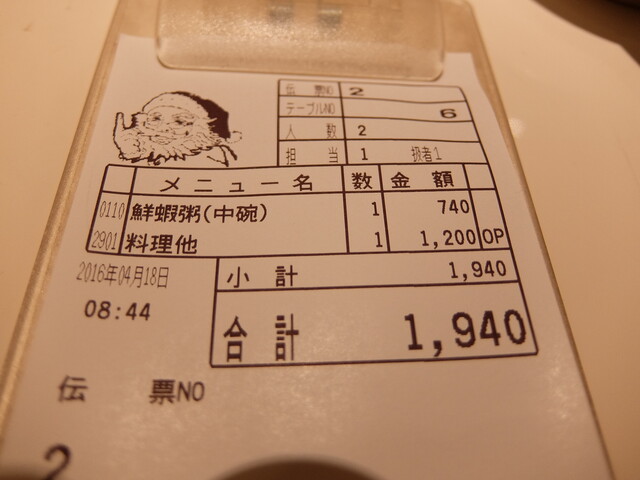 伝票NO 2
テーブルNO 6
人数 2
担当 1 扱者1
メニュー名 数 金額
0110 鮮蝦粥(中碗) 1 740
2901 料理他 1 1,200 OP
小計 1,940
2016年04月18日
08:44
合計 1,940
伝票NO
2